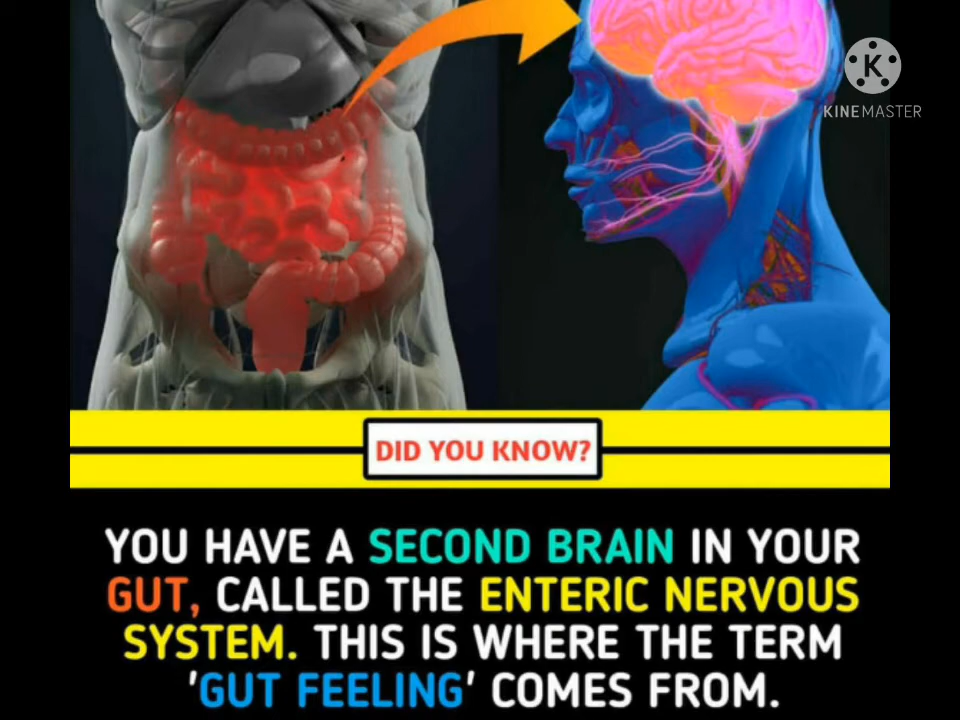 K
KINEMASTER
DID YOU KNOW?
YOU HAVE A SECOND BRAIN IN YOUR
GUT, CALLED THE ENTERIC NERVOUS
SYSTEM. THIS IS WHERE THE TERM
'GUT FEELING' COMES FROM.